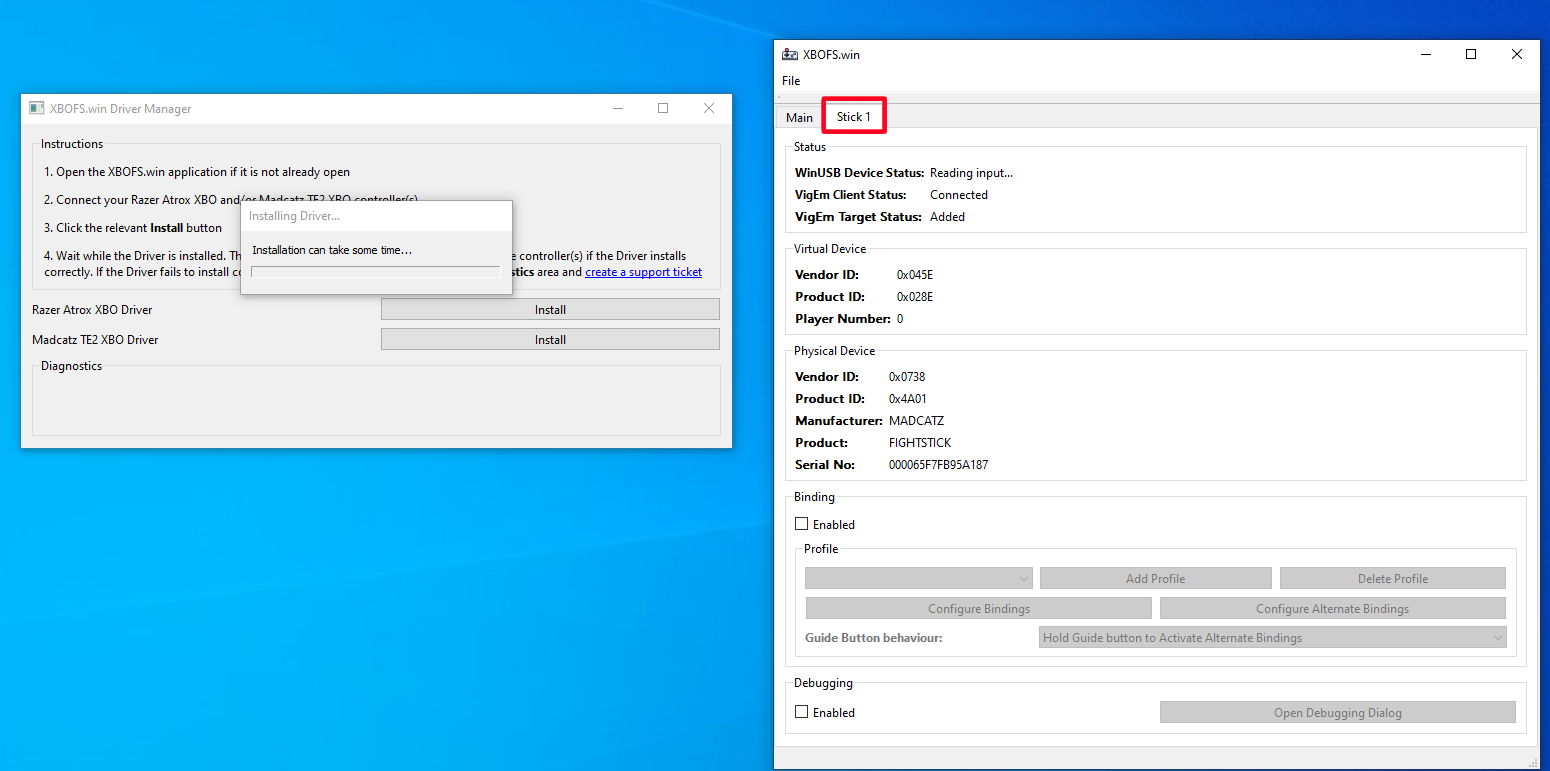 XBOFS.win Driver Manager
Instructions
1. Open the XBOFS.win application if it is not already open
2. Connect your Razer Atrox XBO and/or Madcatz TE2 XBO controller(s)
3. Click the relevant Install button
4. Wait while the Driver is installed. Th
e controller(s) if the Driver installs
correctly. If the Driver fails to install c
stics area and create a support ticket
Installing Driver...
Installation can take some time...
Razer Atrox XBO Driver
Install
Madcatz TE2 XBO Driver
Install
Diagnostics
XBOFS.win
File
Main
Stick 1
Status
WinUSB Device Status: Reading input...
VigEm Client Status: Connected
VigEm Target Status: Added
Virtual Device
Vendor ID: 0x045E
Product ID: 0x028E
Player Number: 0
Physical Device
Vendor ID: 0x0738
Product ID: 0x4A01
Manufacturer: MADCATZ
Product: FIGHTSTICK
Serial No: 000065F7FB95A187
Binding
Enabled
Profile
Add Profile
Delete Profile
Configure Bindings
Configure Alternate Bindings
Guide Button behaviour: Hold Guide button to Activate Alternate Bindings
Debugging
Enabled
Open Debugging Dialog